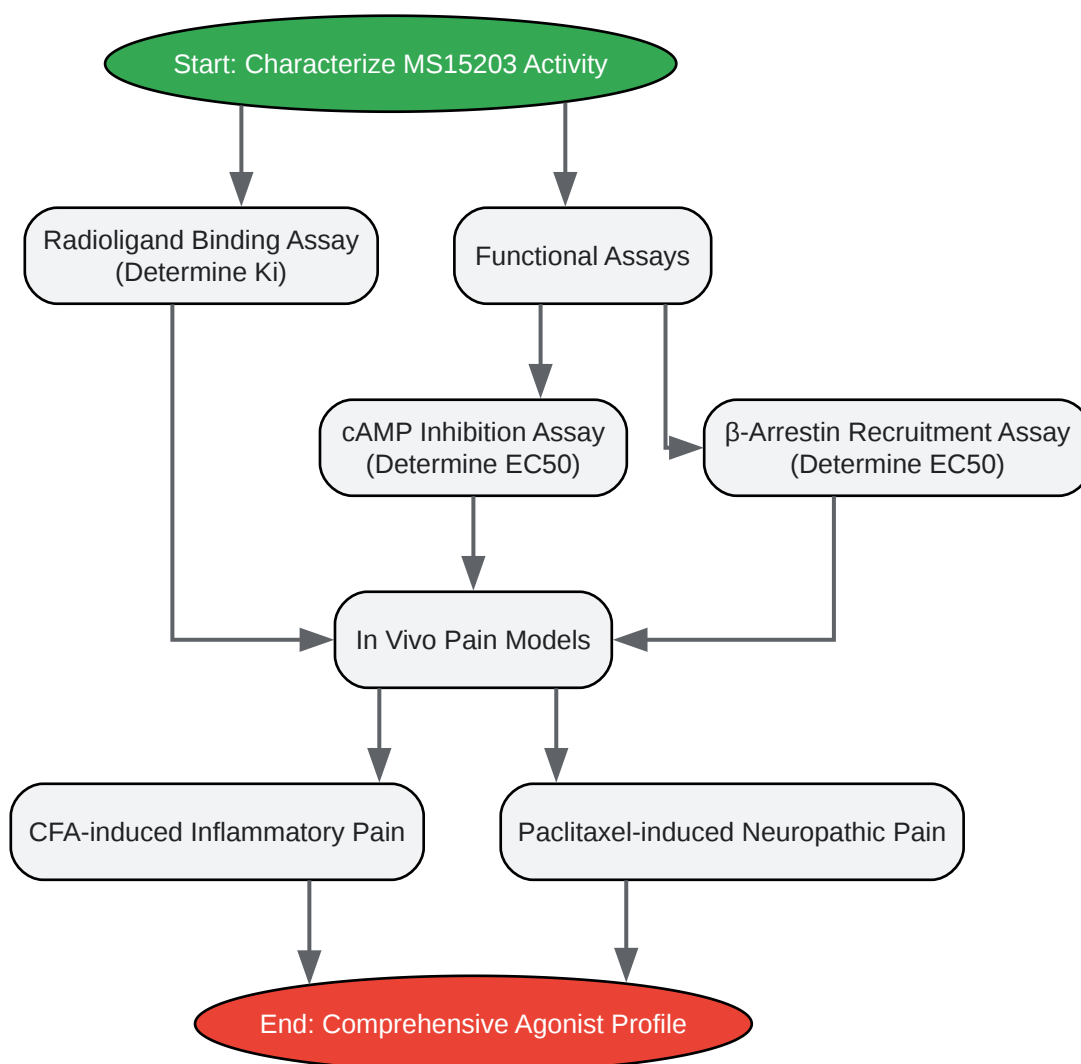 Start: Characterize MS15203 Activity
Radioligand Binding Assay
(Determine Ki)
Functional Assays
cAMP Inhibition Assay
(Determine EC50)
β-Arrestin Recruitment Assay
(Determine EC50)
In Vivo Pain Models
CFA-induced Inflammatory Pain
Paclitaxel-induced Neuropathic Pain
End: Comprehensive Agonist Profile